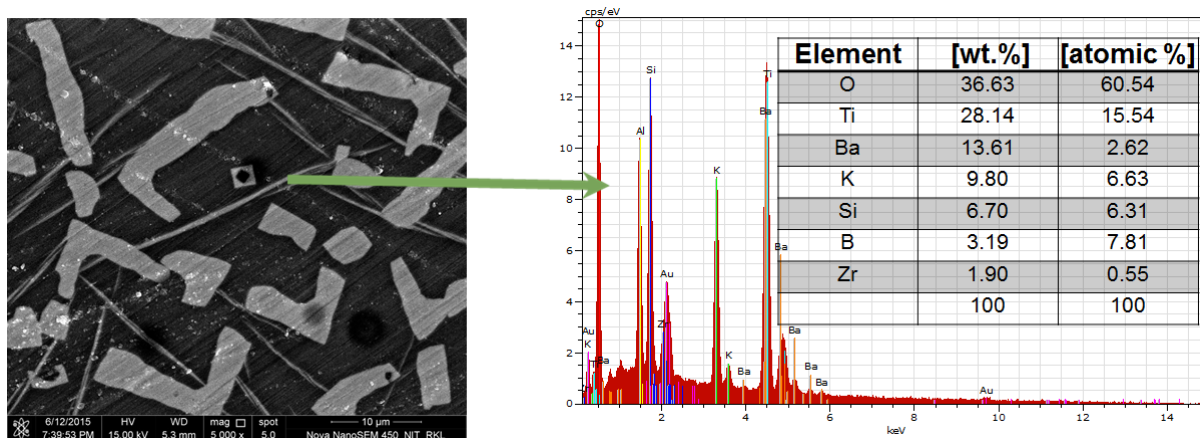 6/12/2015 HV WD mag spot 10 µm
7:39:53 PM 15.00 kV 5.3 mm 5 000 x 5.0 Nova NanoSEM 450_NIT_RKL
cps/eV
14
12
10
8
6
4
2
0
O
Au
K
Ti
Ba
Al
Si
Au
Zr
K
K
Ba
Ti
Ba
Ba
Ba
Ba
Ba
Au
2 4 6 8 10 12 14
keV
Element [wt.%] [atomic %]
O 36.63 60.54
Ti 28.14 15.54
Ba 13.61 2.62
K 9.80 6.63
Si 6.70 6.31
B 3.19 7.81
Zr 1.90 0.55
100 100